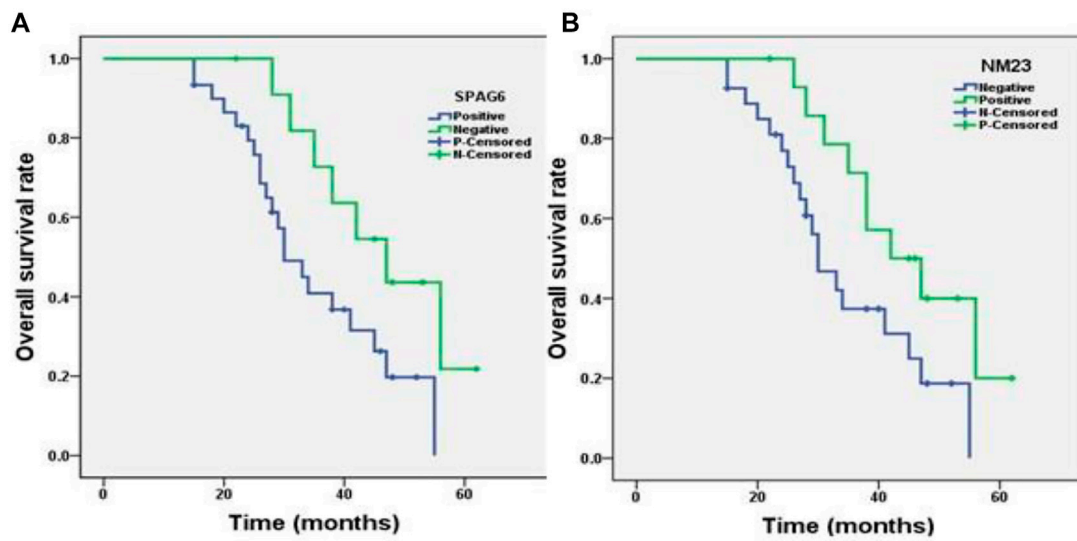 A
SPAG6
Positive
Negative
P-Censored
N-Censored
Overall survival rate
1.0
0.8
0.6
0.4
0.2
0.0
0
20
40
60
Time (months)
B
NM23
Negative
Positive
N-Censored
P-Censored
Overall suvival rate
1.0
0.8
0.6
0.4
0.2
0.0
0
20
40
60
Time (months)